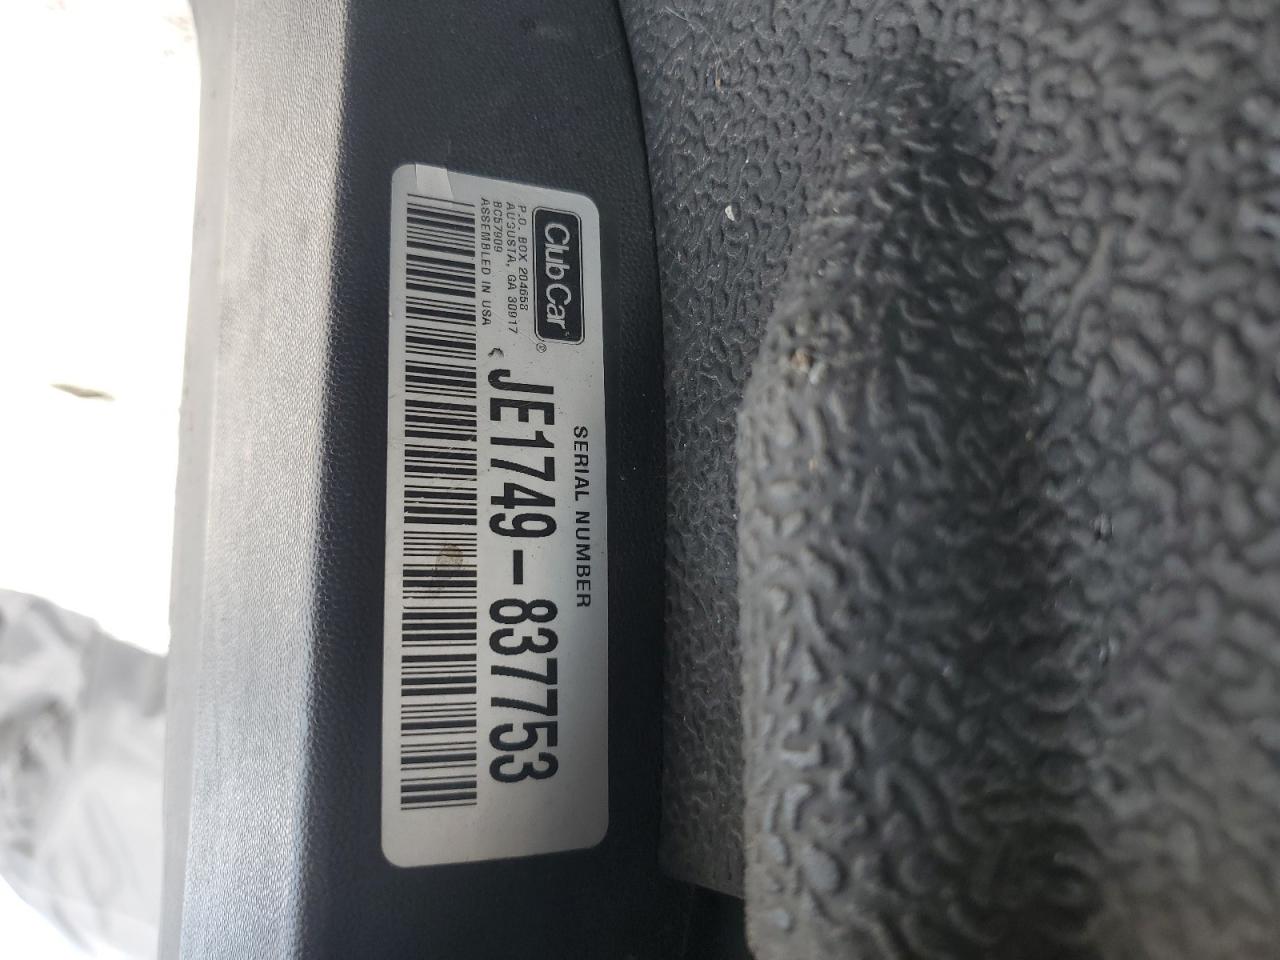 Club Car®
P.O. BOX 204658
AUGUSTA, GA 30917
BC57909
ASSEMBLED IN USA
SERIAL NUMBER
JE1749-837753